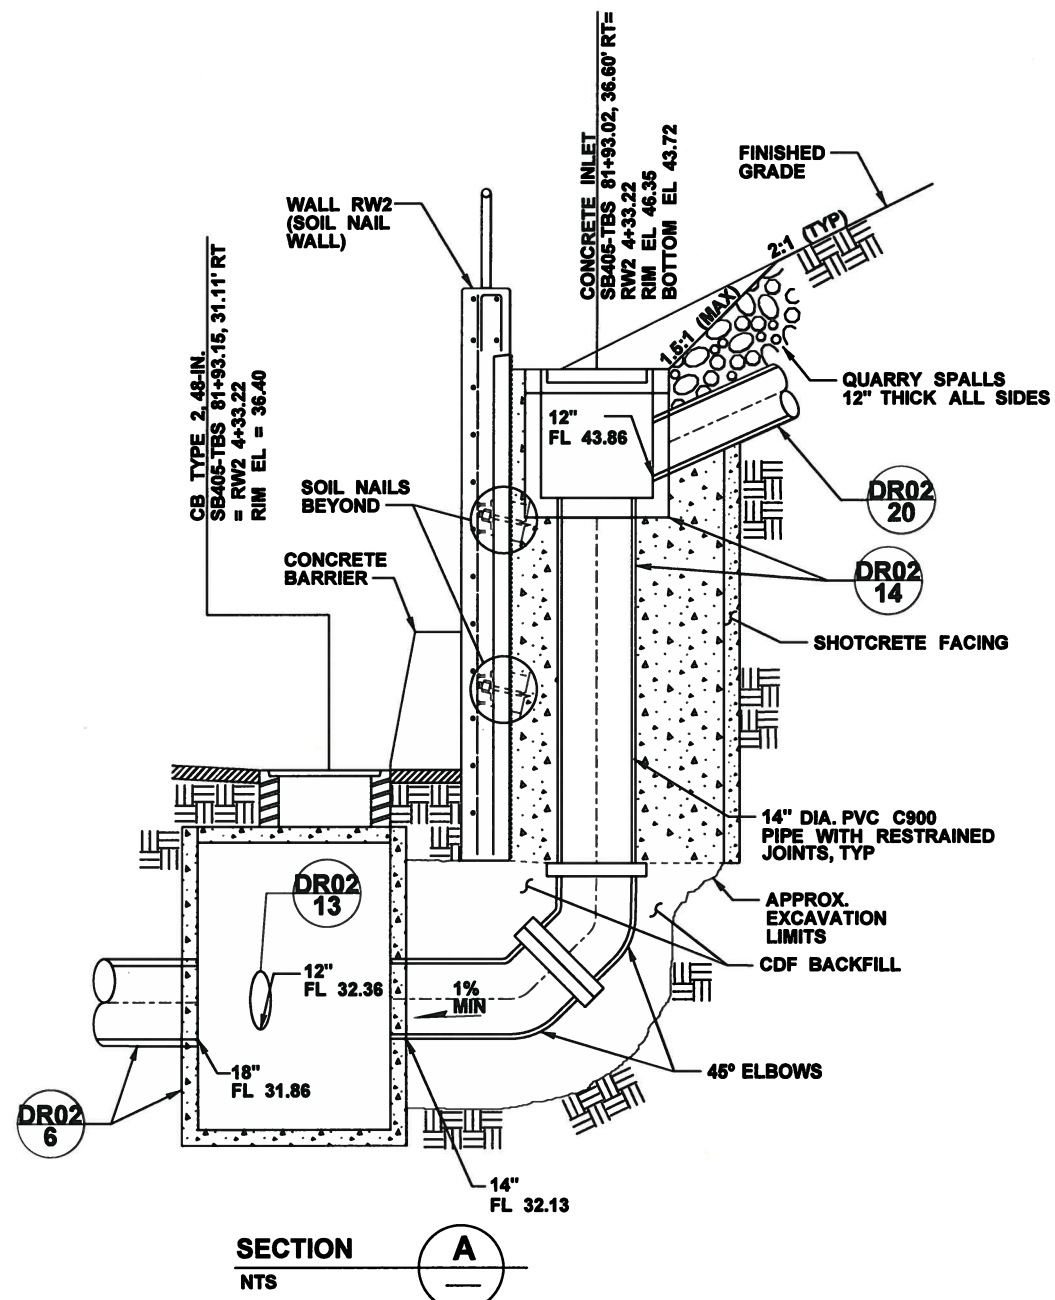 CONCRETE INLET
SB405-TBS 81+93.02, 36.60' RT=
RW2 4+33.22
RIM EL 46.35
BOTTOM EL 43.72
FINISHED
GRADE
WALL RW2
(SOIL NAIL
WALL)
2:1 (TYP)
1.5:1 (MAX)
CB TYPE 2, 48-IN.
SB405-TBS 81+93.15, 31.11' RT
= RW2 4+33.22
RIM EL = 36.40
QUARRY SPALLS
12" THICK ALL SIDES
12"
FL 43.86
SOIL NAILS
BEYOND
DR02
20
CONCRETE
BARRIER
DR02
14
SHOTCRETE FACING
14" DIA. PVC C900
PIPE WITH RESTRAINED
JOINTS, TYP
DR02
13
APPROX.
EXCAVATION
LIMITS
CDF BACKFILL
12"
FL 32.36
1%
MIN
18"
FL 31.86
45° ELBOWS
DR02
6
14"
FL 32.13
SECTION
A
NTS